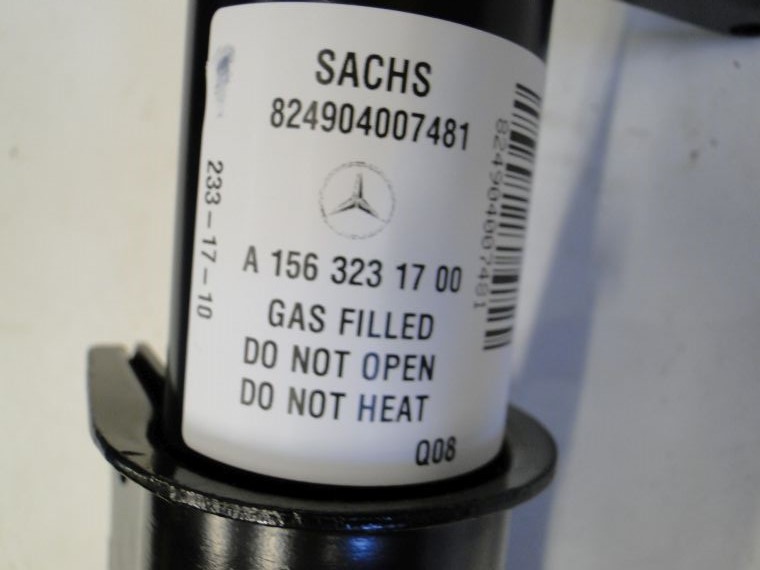 SACHS
824904007481
A 156 323 17 00
GAS FILLED
DO NOT OPEN
DO NOT HEAT
Q08
233-17-10
824904007481